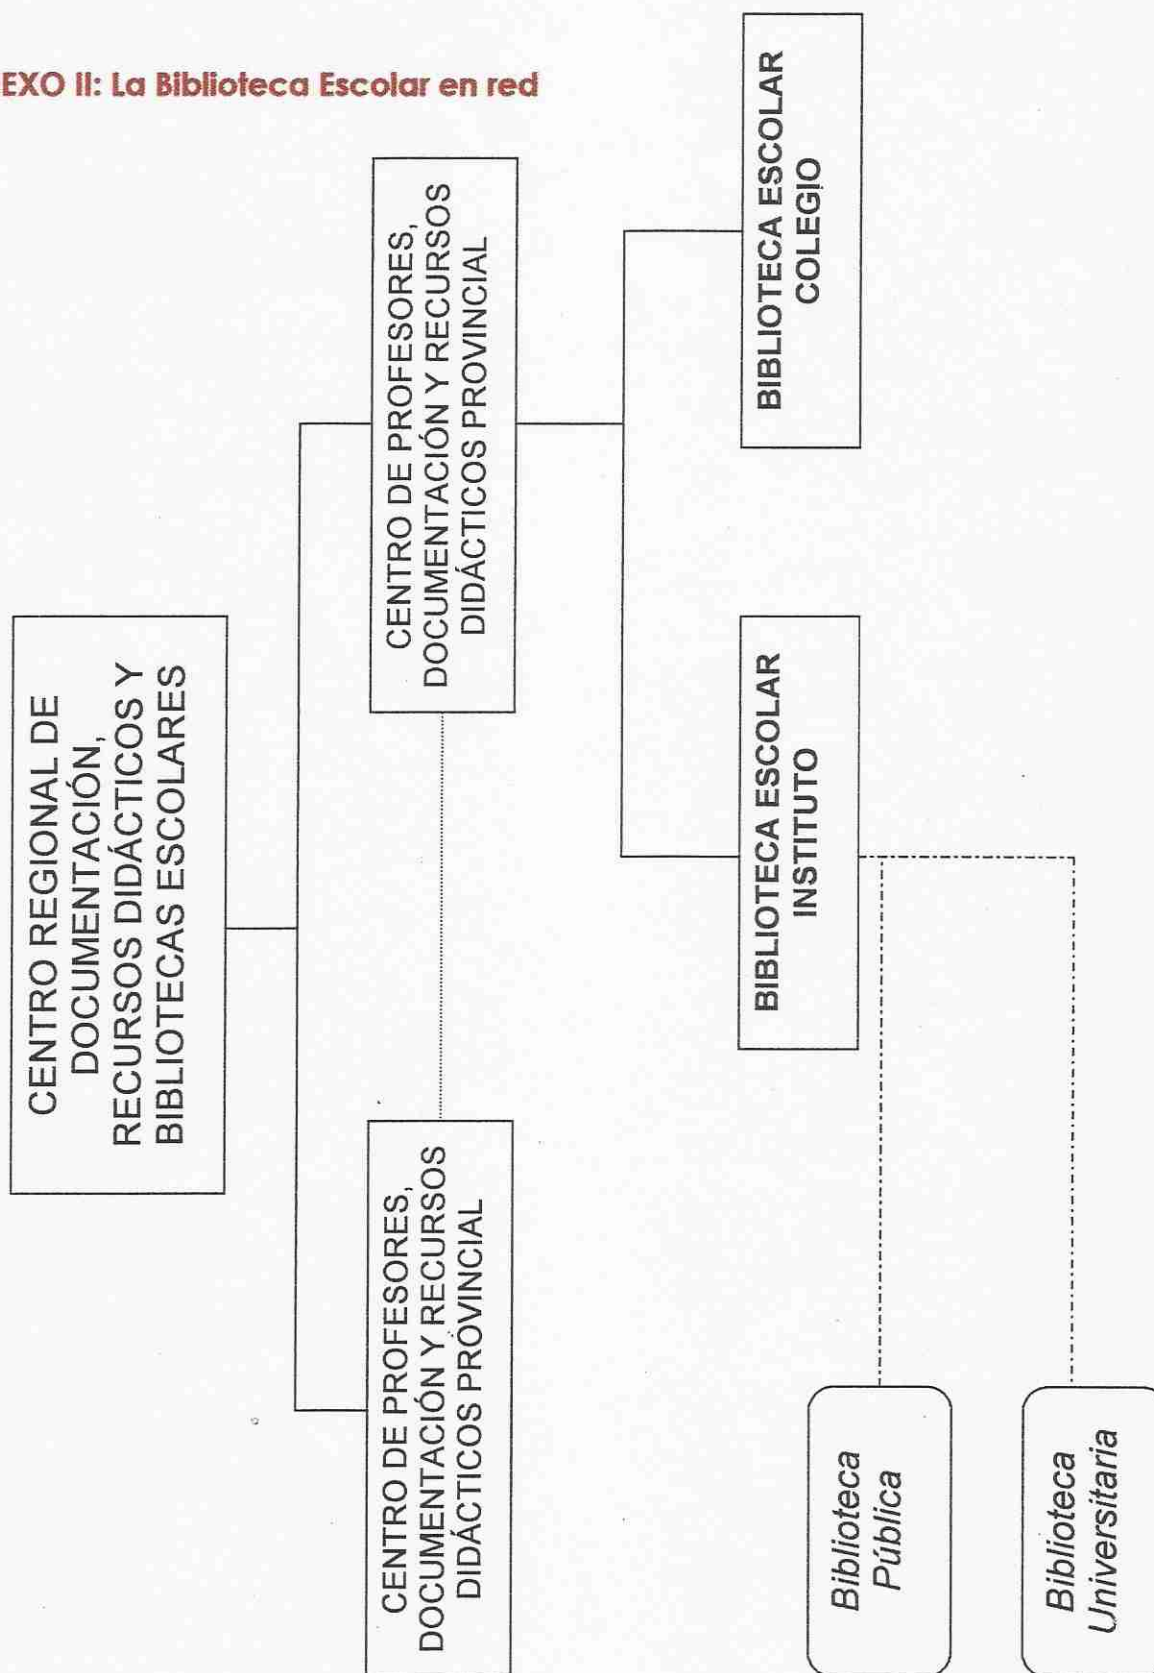 EXO II: La Biblioteca Escolar en red
CENTRO REGIONAL DE
DOCUMENTACIÓN,
RECURSOS DIDÁCTICOS Y
BIBLIOTECAS ESCOLARES
CENTRO DE PROFESORES,
DOCUMENTACIÓN Y RECURSOS
DIDÁCTICOS PROVINCIAL
CENTRO DE PROFESORES,
DOCUMENTACIÓN Y RECURSOS
DIDÁCTICOS PROVINCIAL
BIBLIOTECA ESCOLAR
INSTITUTO
BIBLIOTECA ESCOLAR
COLEGIO
Biblioteca
Pública
Biblioteca
Universitaria